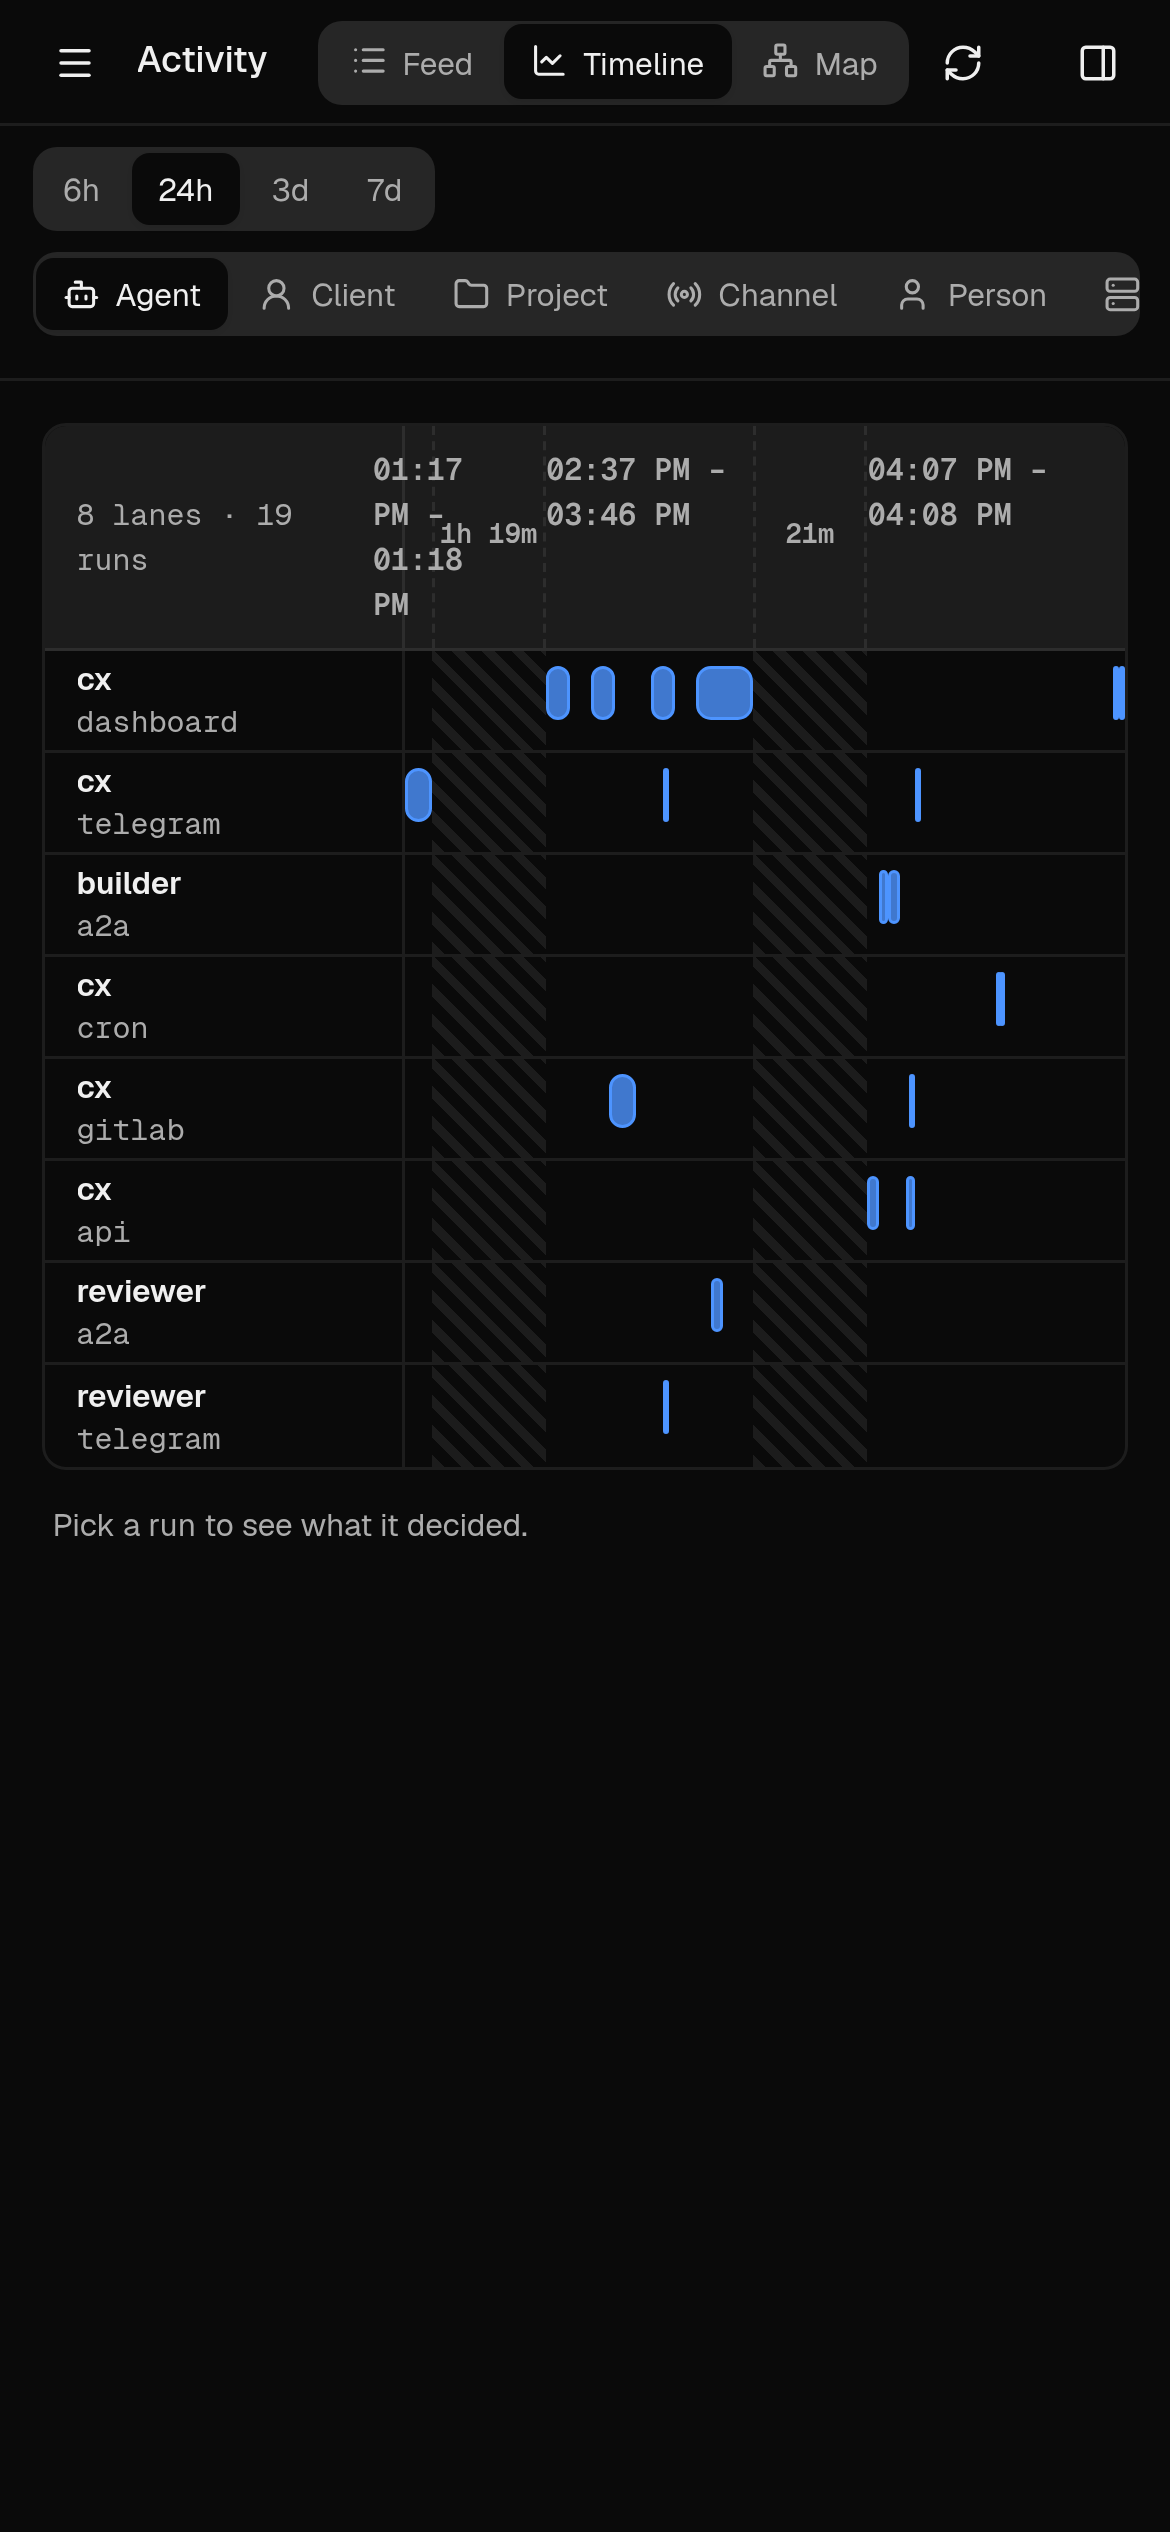 Activity
Feed
Timeline
Map
6h
24h
3d
7d
Agent
Client
Project
Channel
Person
8 lanes · 19
runs
01:17
PM –
01:18
PM
1h 19m
02:37 PM –
03:46 PM
21m
04:07 PM –
04:08 PM
cx
dashboard
cx
telegram
builder
a2a
cx
cron
cx
gitlab
cx
api
reviewer
a2a
reviewer
telegram
Pick a run to see what it decided.